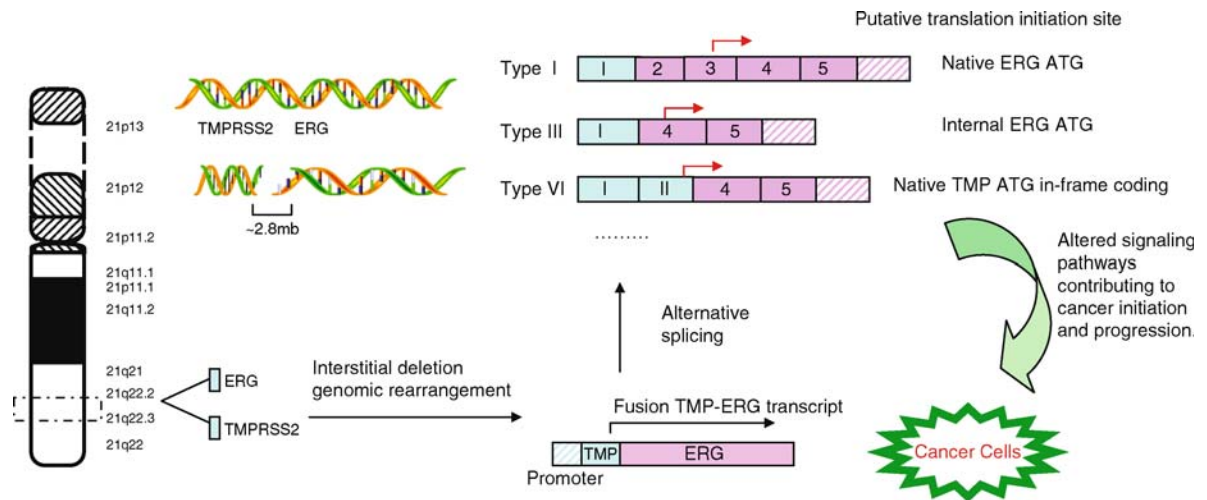 Putative translation initiation site
Type I
I 2 3 4 5
Native ERG ATG
21p13
TMPRSS2 ERG
Type III
I 4 5
Internal ERG ATG
21p12
Type VI
I II 4 5
Native TMP ATG in-frame coding
~2.8mb
21p11.2
..........
Altered signaling
pathways
contributing to
cancer initiation
and progression.
21q11.1
21p11.1
21q11.2
Alternative
splicing
21q21
21q22.2
21q22.3
21q22
ERG
TMPRSS2
Interstitial deletion
genomic rearrangement
Fusion TMP-ERG transcript
TMP ERG
Promoter
Cancer Cells